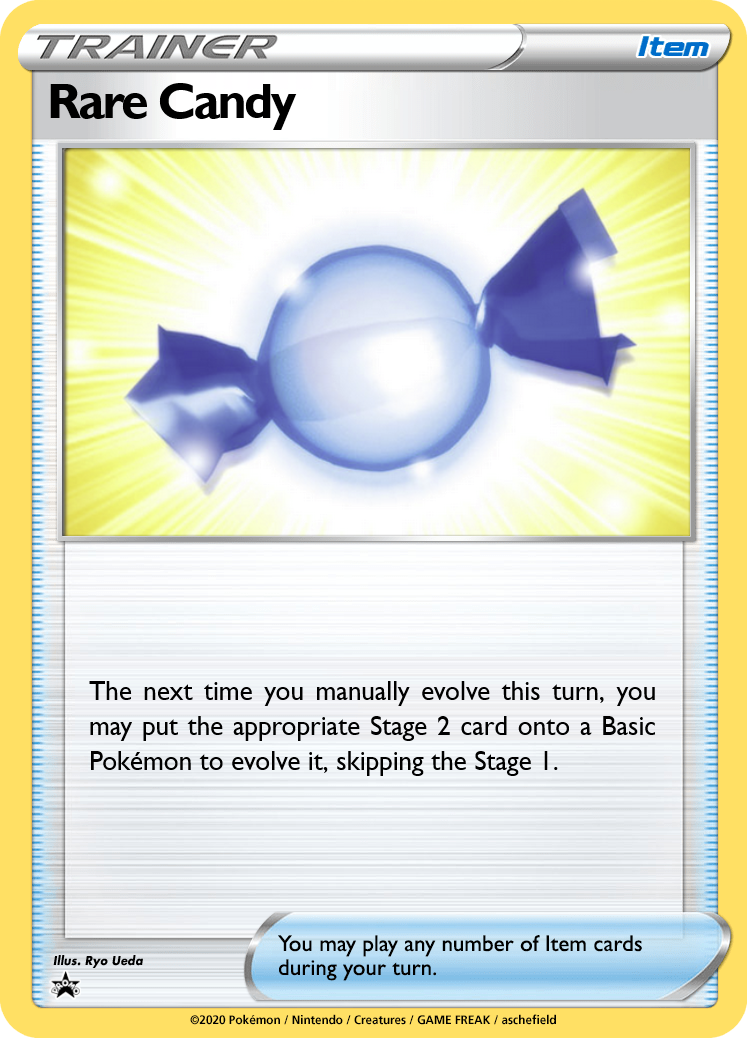 TRAINER Item
Rare Candy
The next time you manually evolve this turn, you
may put the appropriate Stage 2 card onto a Basic
Pokémon to evolve it, skipping the Stage 1.
You may play any number of Item cards
during your turn.
Illus. Ryo Ueda
PROMO
©2020 Pokémon / Nintendo / Creatures / GAME FREAK / aschefield